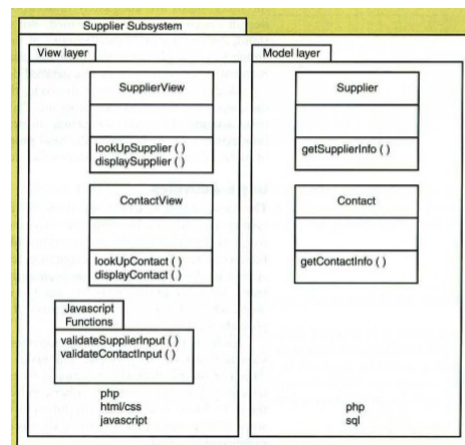 Supplier Subsystem
View layer
SupplierView
lookUpSupplier ( )
displaySupplier ( )
ContactView
lookUpContact ( )
displayContact ( )
Javascript
Functions
validateSupplierInput ( )
validateContactInput ( )
php
html/css
javascript
Model layer
Supplier
getSupplierInfo ( )
Contact
getContactInfo ( )
php
sql